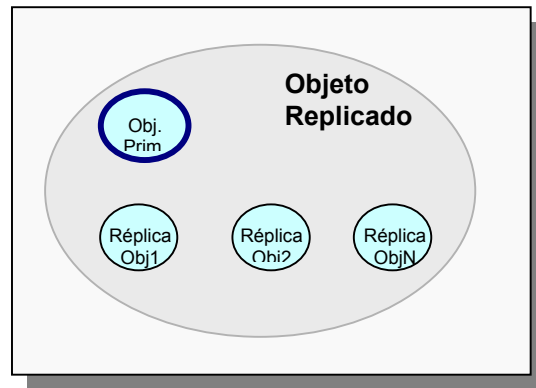 Objeto
Replicado
Obj.
Prim
Réplica
Obj1
Réplica
Obj2
Réplica
ObjN